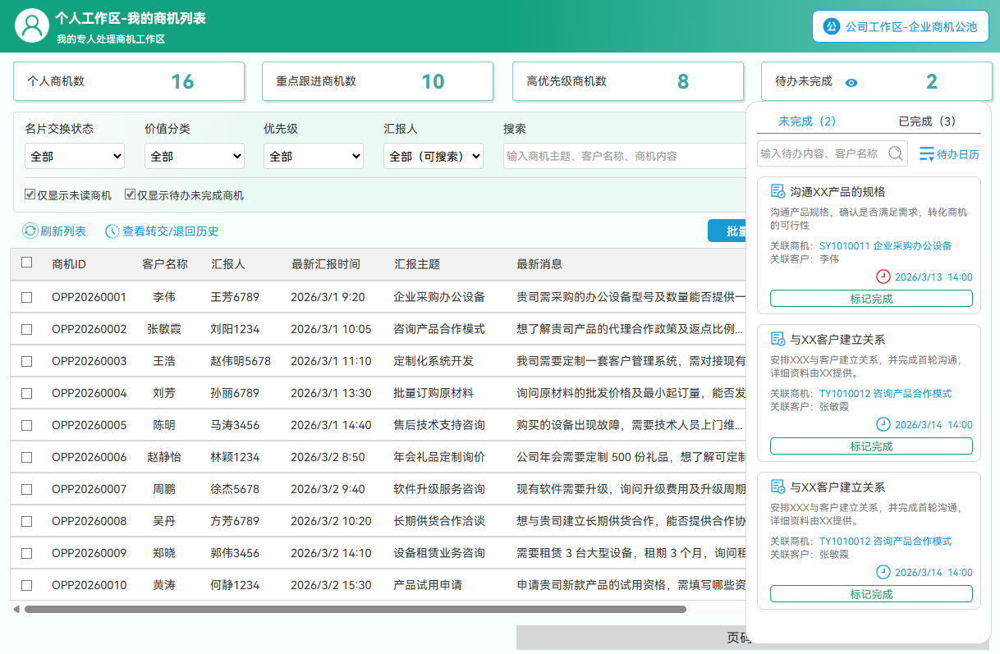 个人工作区-我的商机列表
我的专人处理商机工作区
公 公司工作区-企业商机公池
个人商机数 16
重点跟进商机数 10
高优先级商机数 8
待办未完成 2
名片交换状态 价值分类 优先级 汇报人 搜索
全部 全部 全部 全部（可搜索） 输入商机主题、客户名称、商机内容
仅显示未读商机 仅显示待办未完成商机
刷新列表 查看转交/退回历史 批量
商机ID 客户名称 汇报人 最新汇报时间 汇报主题 最新消息
OPP20260001 李伟 王芳6789 2026/3/1 9:20 企业采购办公设备 贵司需采购的办公设备型号及数量能否提供一
OPP20260002 张敏霞 刘阳1234 2026/3/1 10:05 咨询产品合作模式 想了解贵司产品的代理合作政策及返点比例...
OPP20260003 王浩 赵伟明5678 2026/3/1 11:10 定制化系统开发 我司需要定制一套客户管理系统，需对接现有
OPP20260004 刘芳 孙丽6789 2026/3/1 13:30 批量订购原材料 询问原材料的批发价格及最小起订量，能否发
OPP20260005 陈明 马涛3456 2026/3/1 14:40 售后技术支持咨询 购买的设备出现故障，需要技术人员上门维...
OPP20260006 赵静怡 林颖1234 2026/3/2 8:50 年会礼品定制询价 公司年会需要定制 500 份礼品，想了解可定制
OPP20260007 周鹏 徐杰5678 2026/3/2 9:40 软件升级服务咨询 现有软件需要升级，询问升级费用及升级周期
OPP20260008 吴丹 方芳6789 2026/3/2 10:20 长期供货合作洽谈 想与贵司建立长期供货合作，能否提供合作协
OPP20260009 郑晓 郭伟3456 2026/3/2 14:10 设备租赁业务咨询 需要租赁 3 台大型设备，租期 3 个月，询问租
OPP20260010 黄涛 何静1234 2026/3/2 15:30 产品试用申请 申请贵司新款产品的试用资格，需填写哪些资
页码
未完成（2） 已完成（3）
输入待办内容、客户名称 待办日历
沟通XX产品的规格
沟通产品规格，确认是否满足需求，转化商机
的可行性
关联商机：SY1010011 企业采购办公设备
关联客户：李伟
2026/3/13 14:00
标记完成
与XX客户建立关系
安排XXX与客户建立关系，并完成首轮沟通，
详细资料由XX提供。
关联商机：TY1010012 咨询产品合作模式
关联客户：张敏霞
2026/3/14 14:00
标记完成
与XX客户建立关系
安排XXX与客户建立关系，并完成首轮沟通，
详细资料由XX提供。
关联商机：TY1010012 咨询产品合作模式
关联客户：张敏霞
2026/3/14 14:00
标记完成